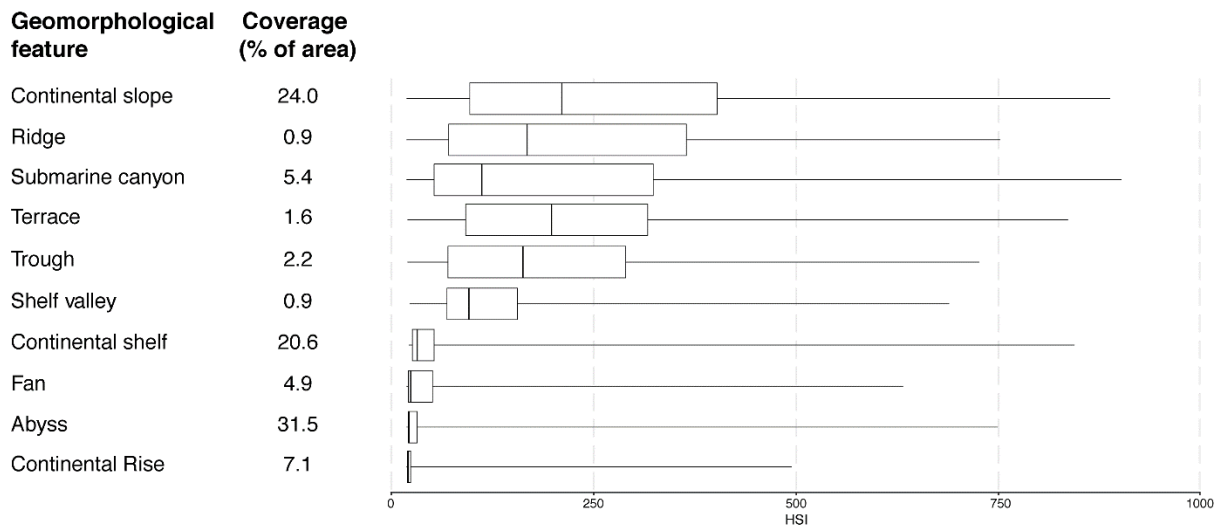 Geomorphological feature Coverage (% of area)
Continental slope 24.0
Ridge 0.9
Submarine canyon 5.4
Terrace 1.6
Trough 2.2
Shelf valley 0.9
Continental shelf 20.6
Fan 4.9
Abyss 31.5
Continental Rise 7.1
0 250 500 750 1000
HSI